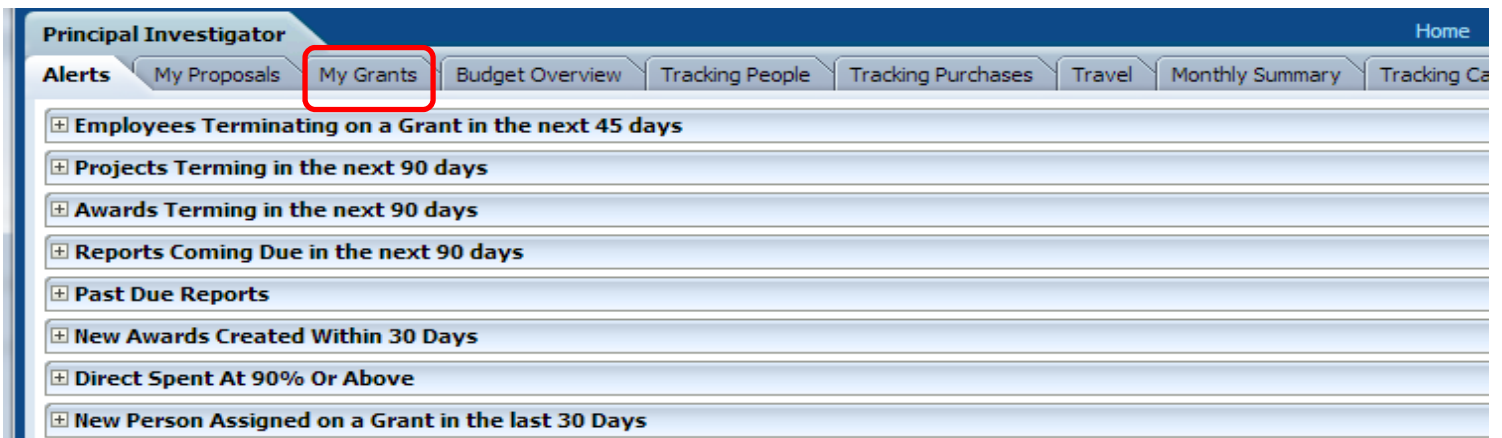 Principal Investigator Home
Alerts My Proposals My Grants Budget Overview Tracking People Tracking Purchases Travel Monthly Summary Tracking Ca
Employees Terminating on a Grant in the next 45 days
Projects Terming in the next 90 days
Awards Terming in the next 90 days
Reports Coming Due in the next 90 days
Past Due Reports
New Awards Created Within 30 Days
Direct Spent At 90% Or Above
New Person Assigned on a Grant in the last 30 Days